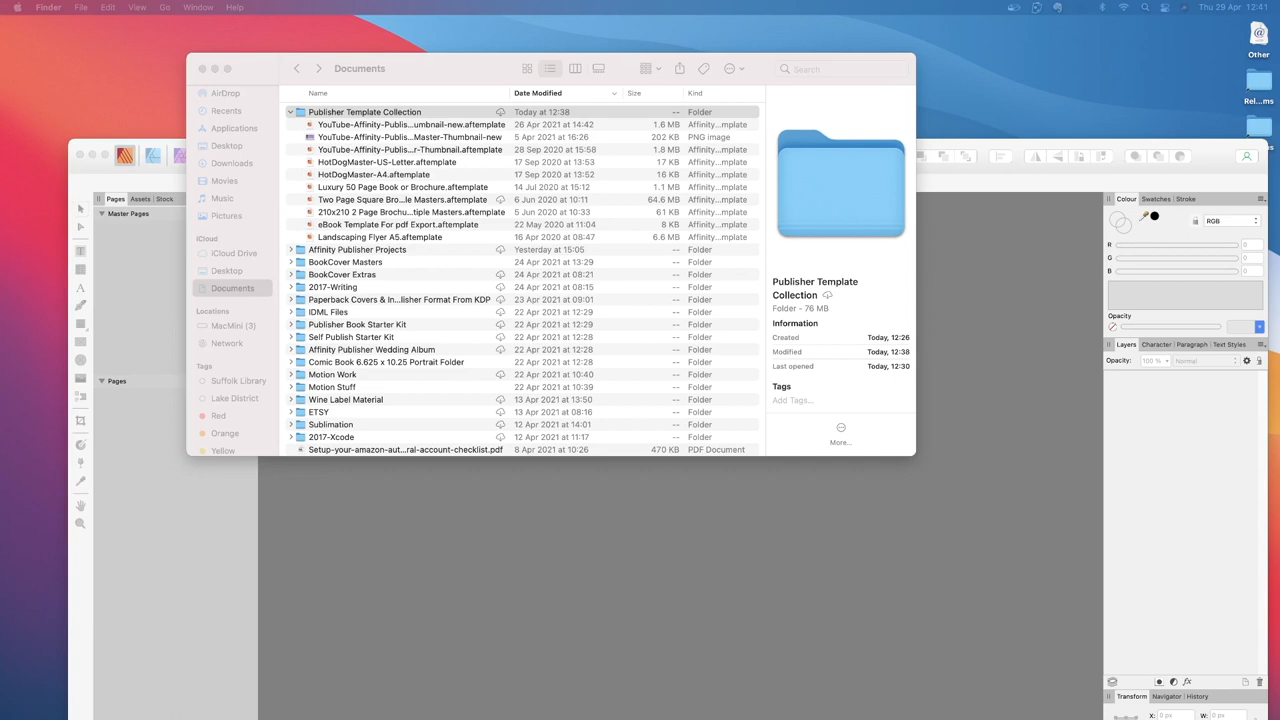 Finder File Edit View Go Window Help Thu 29 Apr 12:41
Other
Rel...ms
Documents Search
Name Date Modified Size Kind
AirDrop
Recents
Applications
Desktop
Downloads
Movies
Music
Pictures
iCloud
iCloud Drive
Desktop
Documents
Locations
MacMini (3)
Network
Tags
Suffolk Library
Lake District
Red
Orange
Yellow
Publisher Template Collection Today at 12:38 -- Folder
YouTube-Affinity-Publis...umbnail-new.aftemplate 26 Apr 2021 at 14:42 1.6 MB Affinity...mplate
YouTube-Affinity-Publis...Master-Thumbnail-new 5 Apr 2021 at 16:26 202 KB PNG image
YouTube-Affinity-Publis...r-Thumbnail.aftemplate 28 Sep 2020 at 15:58 1.8 MB Affinity...mplate
HotDogMaster-US-Letter.aftemplate 17 Sep 2020 at 13:53 17 KB Affinity...mplate
HotDogMaster-A4.aftemplate 17 Sep 2020 at 13:52 16 KB Affinity...mplate
Luxury 50 Page Book or Brochure.aftemplate 14 Jul 2020 at 15:12 1.1 MB Affinity...mplate
Two Page Square Bro...le Masters.aftemplate 6 Jun 2020 at 10:11 64.6 MB Affinity...mplate
210x210 2 Page Brochu...tiple Masters.aftemplate 5 Jun 2020 at 10:33 61 KB Affinity...mplate
eBook Template For pdf Export.aftemplate 22 May 2020 at 11:04 8 KB Affinity...mplate
Landscaping Flyer A5.aftemplate 16 Apr 2020 at 08:47 6.6 MB Affinity...mplate
Affinity Publisher Projects Yesterday at 15:05 -- Folder
BookCover Masters 24 Apr 2021 at 13:29 -- Folder
BookCover Extras 24 Apr 2021 at 08:21 -- Folder
2017-Writing 24 Apr 2021 at 08:15 -- Folder
Paperback Covers & In...lisher Format From KDP 23 Apr 2021 at 09:01 -- Folder
IDML Files 22 Apr 2021 at 12:29 -- Folder
Publisher Book Starter Kit 22 Apr 2021 at 12:29 -- Folder
Self Publish Starter Kit 22 Apr 2021 at 12:29 -- Folder
Affinity Publisher Wedding Album 22 Apr 2021 at 12:28 -- Folder
Comic Book 6.625 x 10.25 Portrait Folder 22 Apr 2021 at 12:28 -- Folder
Motion Work 22 Apr 2021 at 10:40 -- Folder
Motion Stuff 22 Apr 2021 at 10:39 -- Folder
Wine Label Material 13 Apr 2021 at 13:50 -- Folder
ETSY 13 Apr 2021 at 08:16 -- Folder
Sublimation 12 Apr 2021 at 14:01 -- Folder
2017-Xcode 12 Apr 2021 at 11:17 -- Folder
Setup-your-amazon-aut...ral-account-checklist.pdf 8 Apr 2021 at 10:26 470 KB PDF Document
Publisher Template
Collection
Folder - 76 MB
Information
Created Today, 12:26
Modified Today, 12:38
Last opened Today, 12:30
Tags
Add Tags...
More...
Pages Assets Stock
Master Pages
Pages
Colour Swatches Stroke
RGB
R 0
G 0
B 0
Opacity
Layers Character Paragraph Text Styles
Opacity: 100 % Normal
Transform Navigator History
X: 0 px W: 0 px